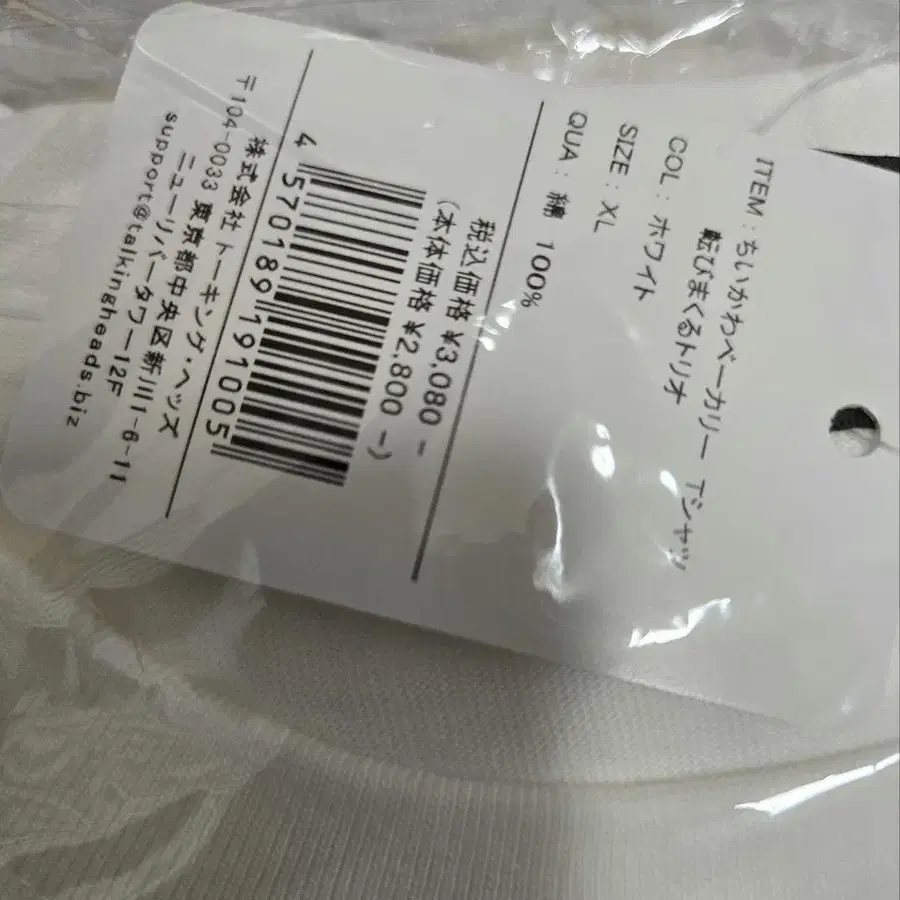 ITEM : ちいかわベーカリー Tシャツ
転びまくるトリオ
COL : ホワイト
SIZE : XL
QUA : 綿 100%
税込価格 ¥3,080 -
(本体価格 ¥2,800 -)
4 570189 191005
株式会社 トーキング・ヘッズ
〒104-0033 東京都中央区新川1-6-11
ニューリバータワー12F
support@talkingheads.biz